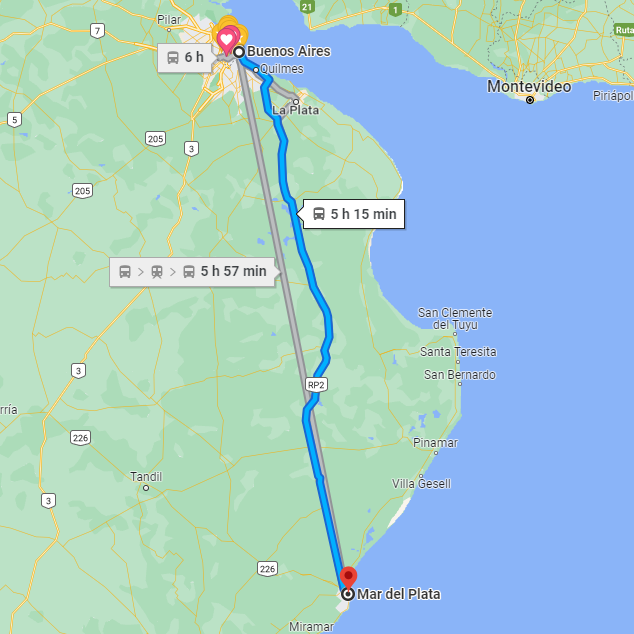 21
1
Pilar
7
Ruta
Buenos Aires
6 h
Quilmes
Montevideo
Piriápol
La Plata
5
205
3
205
5 h 15 min
5 h 57 min
San Clemente
del Tuyu
Santa Teresita
3
San Bernardo
RP2
rría
226
Pinamar
Tandil
Villa Gesell
3
226
Mar del Plata
Miramar